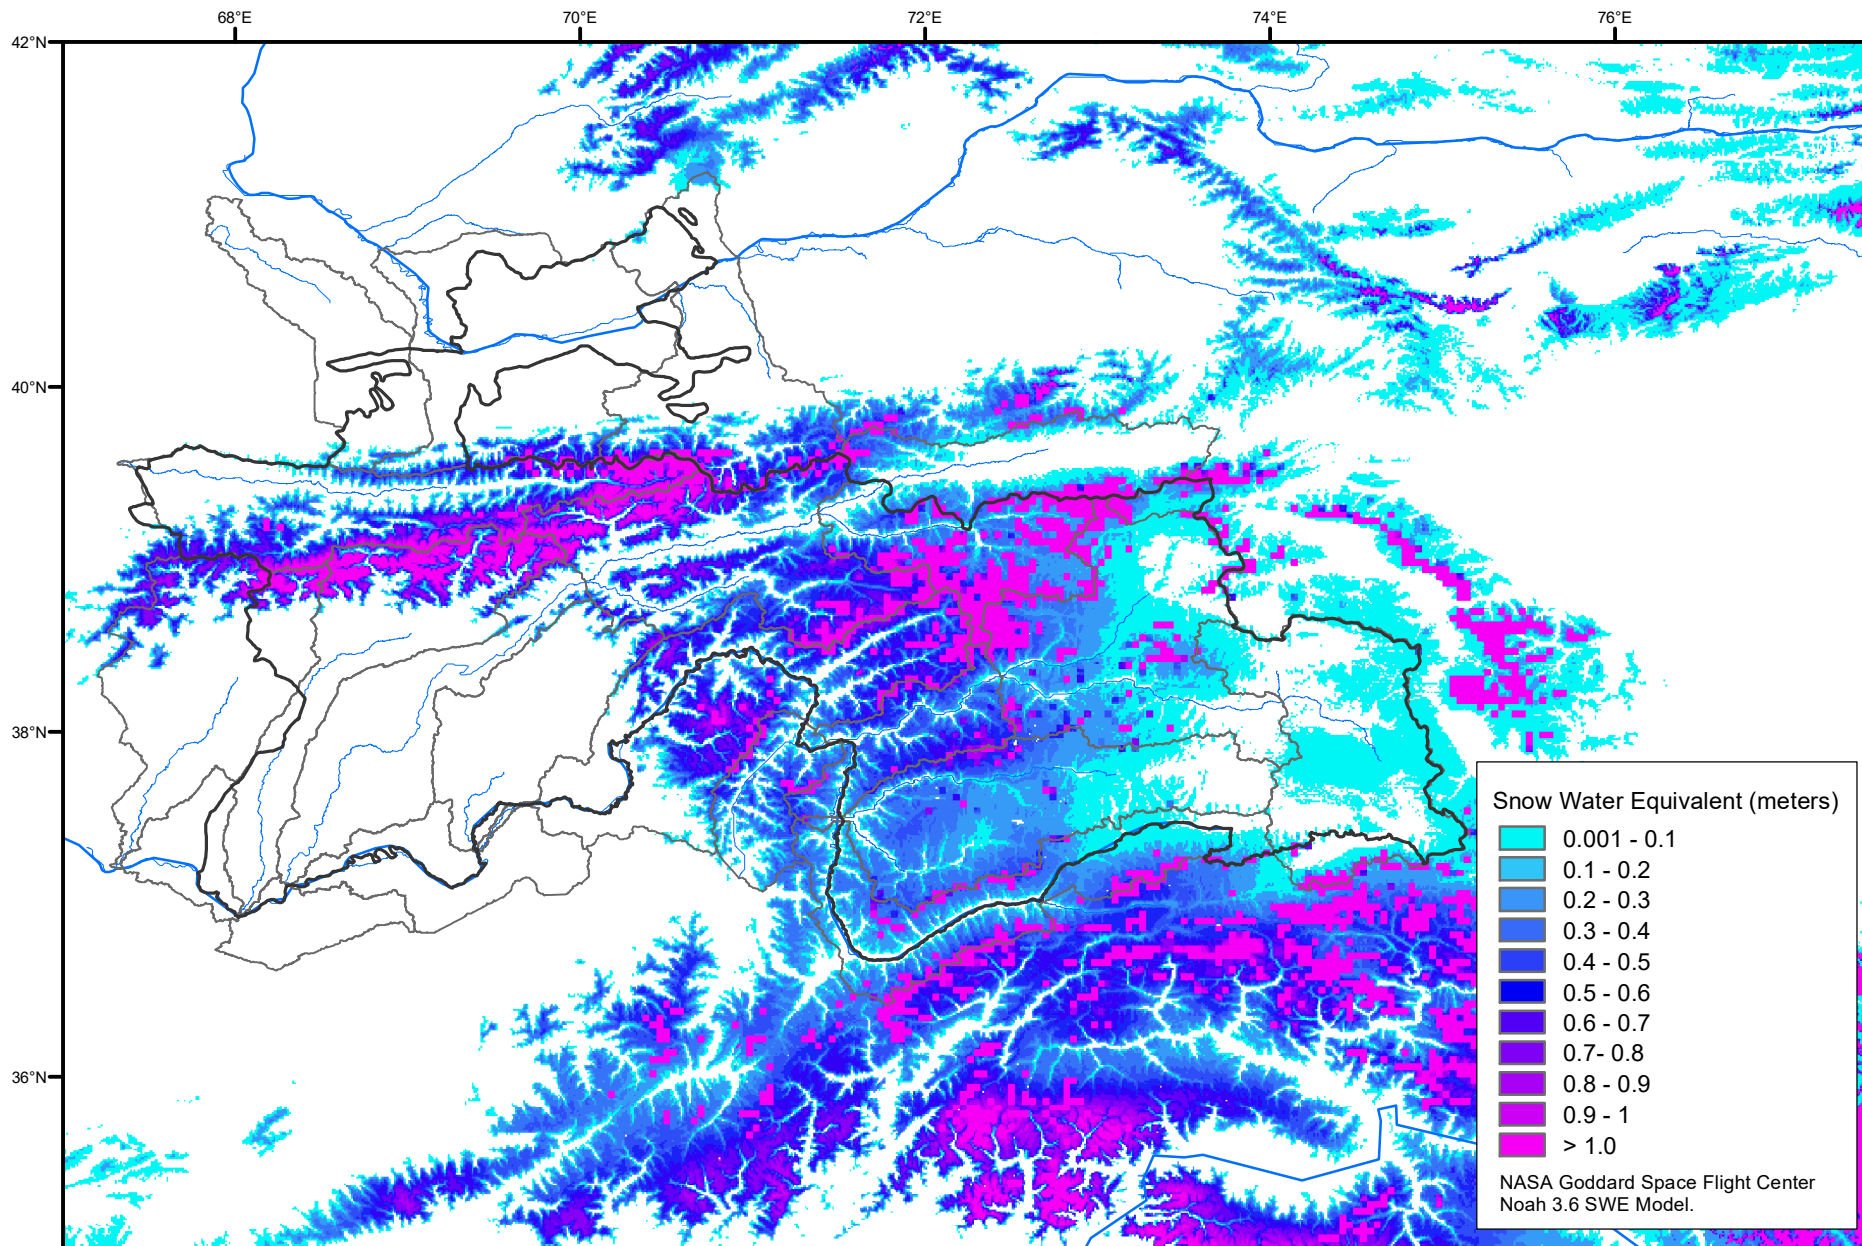 68°E
70°E
72°E
74°E
76°E
42°N
40°N
38°N
36°N
Snow Water Equivalent (meters)
0.001 - 0.1
0.1 - 0.2
0.2 - 0.3
0.3 - 0.4
0.4 - 0.5
0.5 - 0.6
0.6 - 0.7
0.7- 0.8
0.8 - 0.9
0.9 - 1
> 1.0
NASA Goddard Space Flight Center
Noah 3.6 SWE Model.